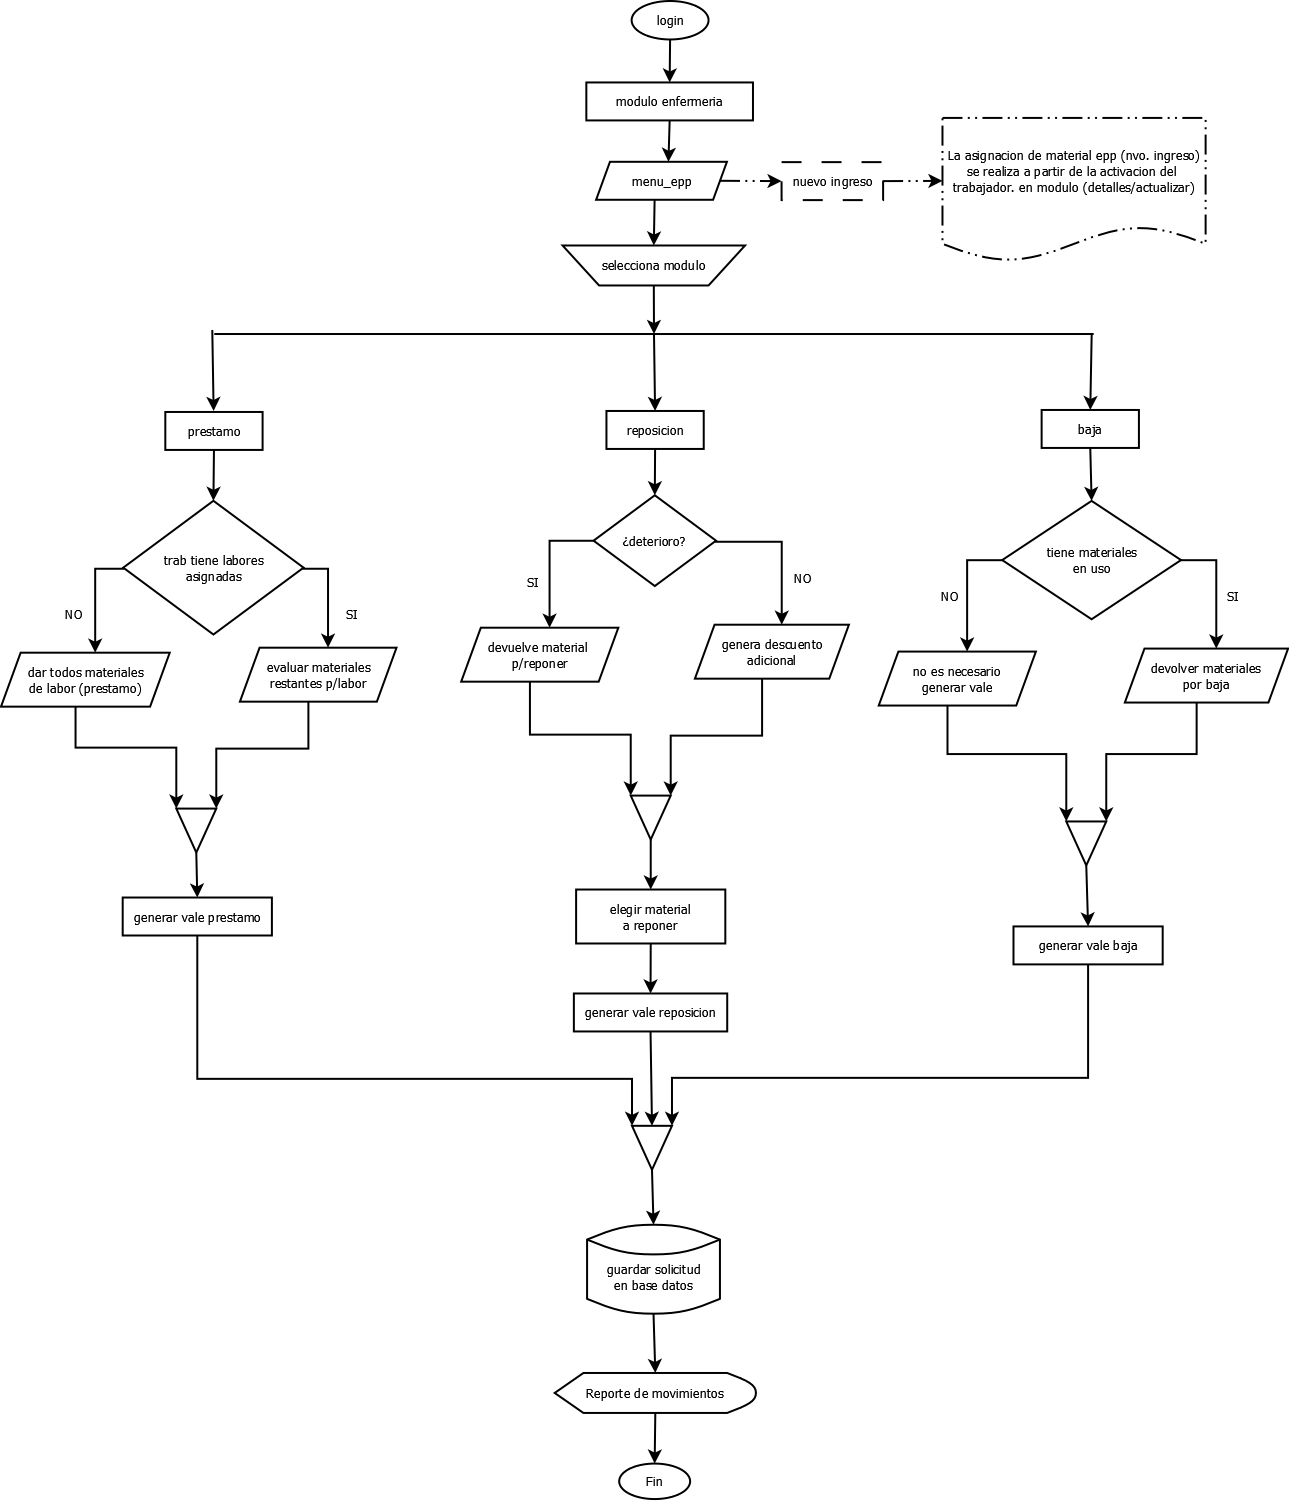 login
modulo enfermeria
menu_epp
nuevo ingreso
La asignacion de material epp (nvo. ingreso)
se realiza a partir de la activacion del
trabajador. en modulo (detalles/actualizar)
selecciona modulo
prestamo
reposicion
baja
trab tiene labores
asignadas
¿deterioro?
tiene materiales
en uso
NO
SI
SI
NO
NO
SI
dar todos materiales
de labor (prestamo)
evaluar materiales
restantes p/labor
devuelve material
p/reponer
genera descuento
adicional
no es necesario
generar vale
devolver materiales
por baja
generar vale prestamo
elegir material
a reponer
generar vale baja
generar vale reposicion
guardar solicitud
en base datos
Reporte de movimientos
Fin